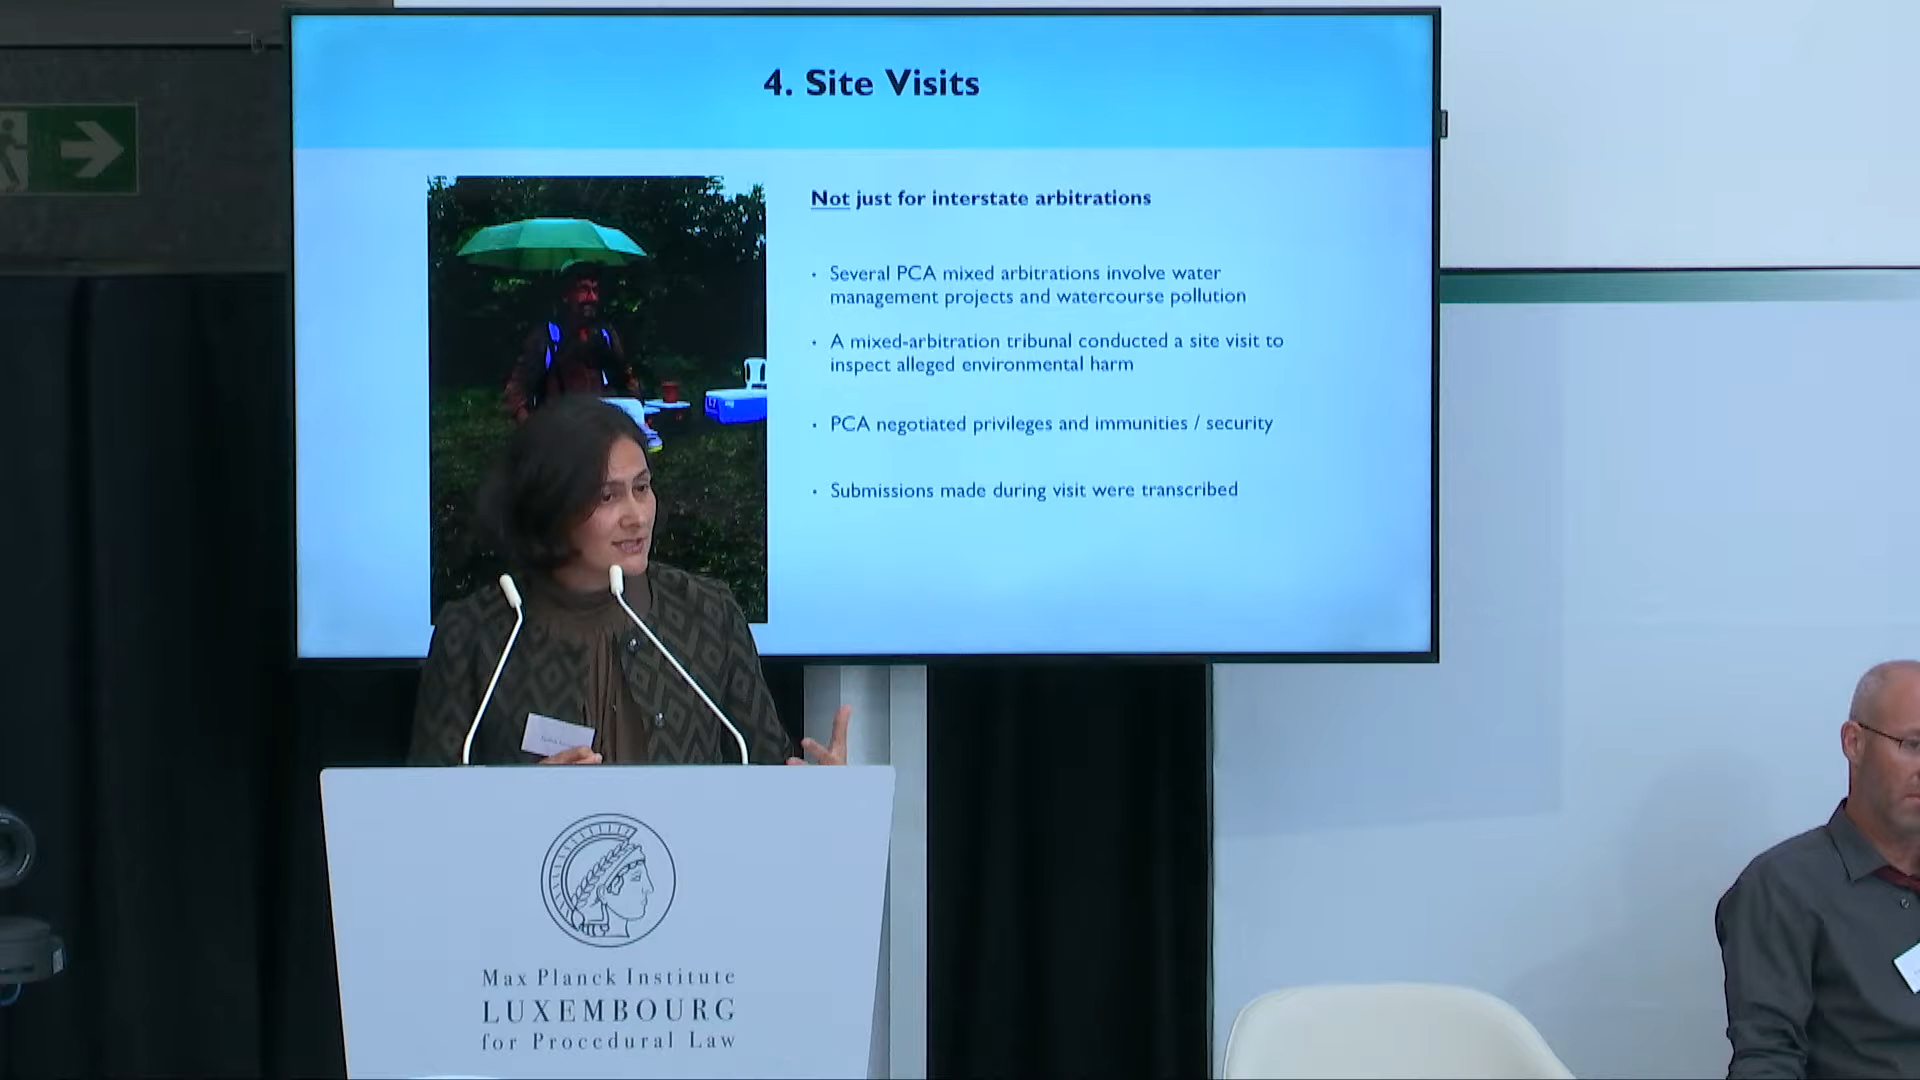 4. Site Visits
Not just for interstate arbitrations
• Several PCA mixed arbitrations involve water
management projects and watercourse pollution
• A mixed-arbitration tribunal conducted a site visit to
inspect alleged environmental harm
• PCA negotiated privileges and immunities / security
• Submissions made during visit were transcribed
Max Planck Institute
LUXEMBOURG
for Procedural Law